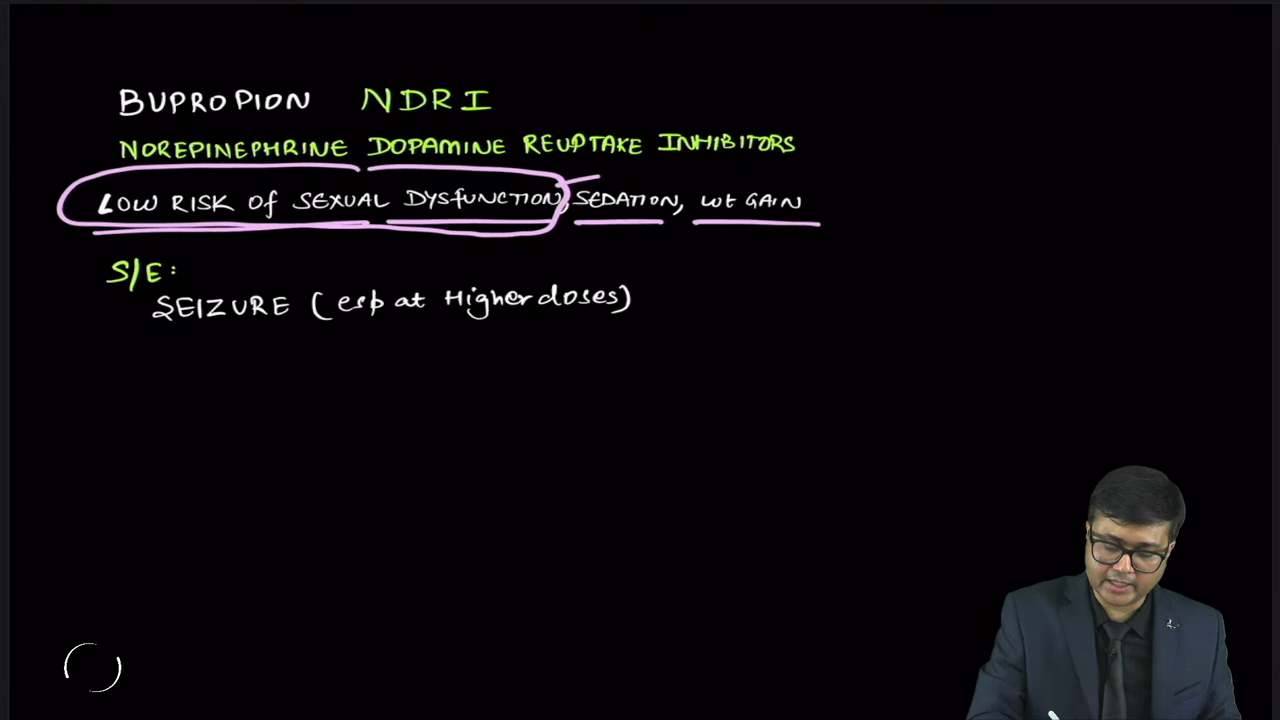 BUPROPION NDRI
NOREPINEPHRINE DOPAMINE REUPTAKE INHIBITORS
LOW RISK Of SEXUAL DYSfUNCTION, SEDATION, wt GAIN
S/E:
SEIZURE (esp at Higher doses)